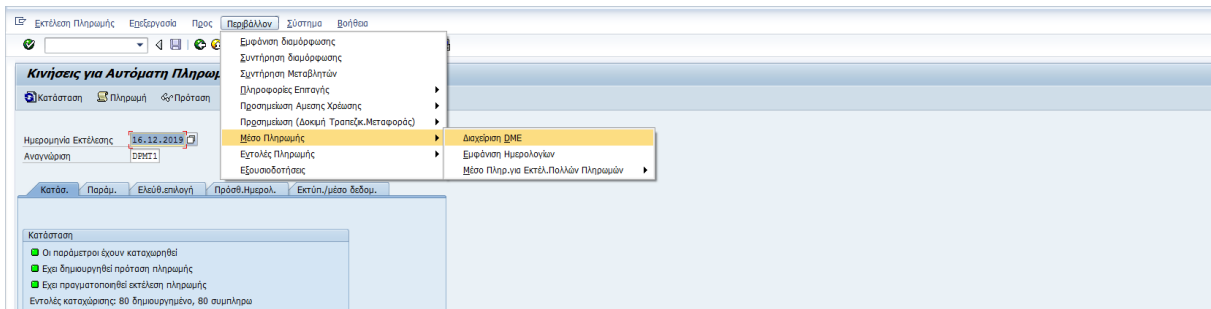 Εκτέλεση Πληρωμής Επεξεργασία Προς Περιβάλλον Σύστημα Βοήθεια
Εμφάνιση διαμόρφωσης
Συντήρηση διαμόρφωσης
Κινήσεις για Αυτόματη
Συντήρηση Μεταβλητών
Πληροφορίες Επιταγής
Κατάσταση Πληρωμή Πρόταση
Προσημείωση Αμεσης Χρέωσης
Προσημείωση (Δοκιμή Τραπεζικ.Μεταφοράς)
Ημερομηνία Εκτέλεσης 16.12.2019
Μέσο Πληρωμής Διαχείριση DME
Αναγνώριση DPMT1
Εντολές Πληρωμής Εμφάνιση Ημερολογίων
Εξουσιοδοτήσεις Μέσο Πληρ.για Εκτέλ.Πολλών Πληρωμών
Κατάσ. Παράμ. Ελεύθ.επιλογή Πρόσθ.Ημερολ. Εκτύπ./μέσο δεδομ.
Κατάσταση
Οι παράμετροι έχουν καταχωρηθεί
Εχει δημιουργηθεί πρόταση πληρωμής
Εχει πραγματοποιηθεί εκτέλεση πληρωμής
Εντολές καταχώρισης: 80 δημιουργημένο, 80 συμπληρω